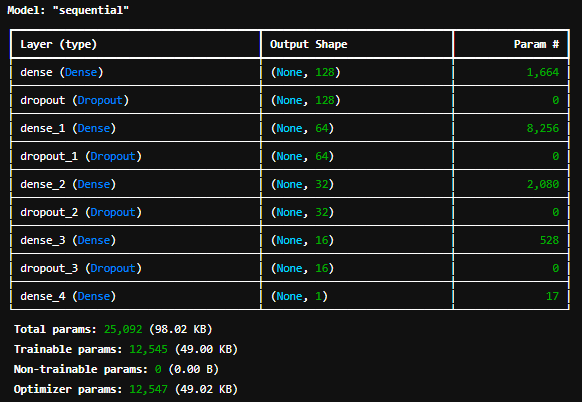 Model: "sequential"
Layer (type) Output Shape Param #
dense (Dense) (None, 128) 1,664
dropout (Dropout) (None, 128) 0
dense_1 (Dense) (None, 64) 8,256
dropout_1 (Dropout) (None, 64) 0
dense_2 (Dense) (None, 32) 2,080
dropout_2 (Dropout) (None, 32) 0
dense_3 (Dense) (None, 16) 528
dropout_3 (Dropout) (None, 16) 0
dense_4 (Dense) (None, 1) 17
Total params: 25,092 (98.02 KB)
Trainable params: 12,545 (49.00 KB)
Non-trainable params: 0 (0.00 B)
Optimizer params: 12,547 (49.02 KB)